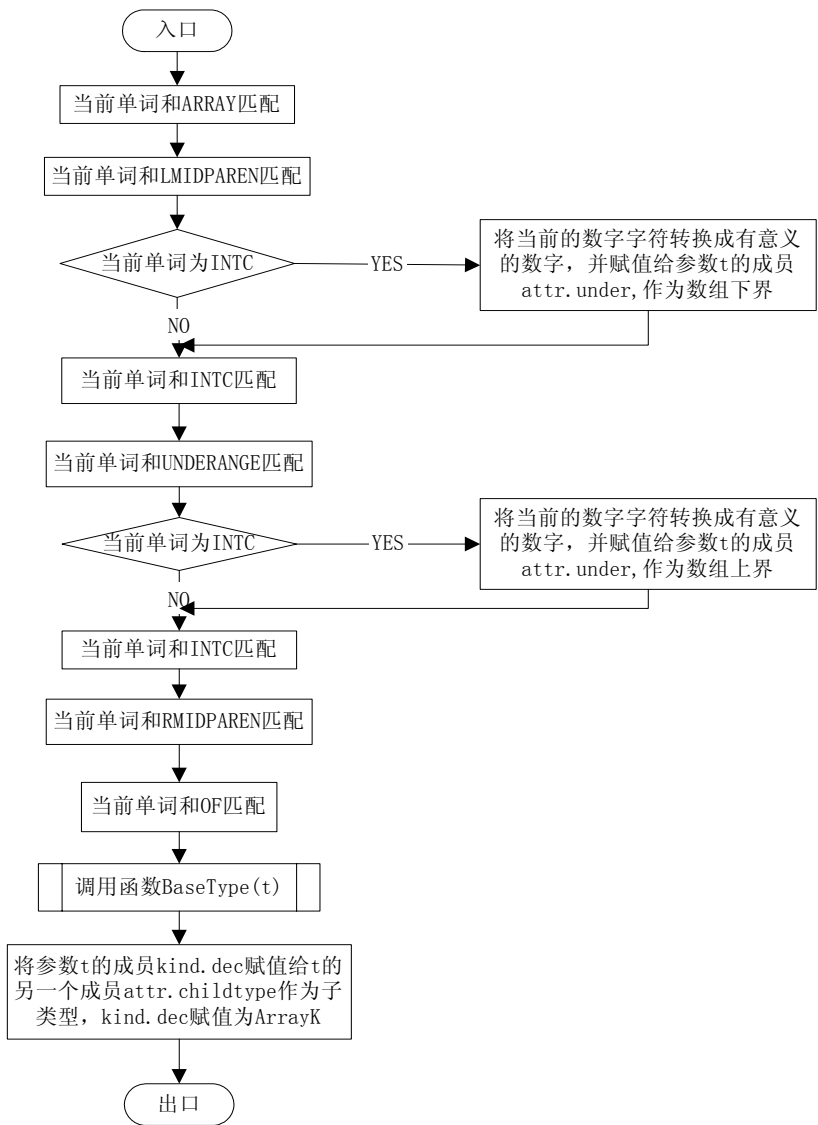 入口
当前单词和ARRAY匹配
当前单词和LMIDPAREN匹配
当前单词为INTC
YES
将当前的数字字符转换成有意义
的数字，并赋值给参数t的成员
attr.under,作为数组下界
NO
当前单词和INTC匹配
当前单词和UNDERANGE匹配
当前单词为INTC
YES
将当前的数字字符转换成有意义
的数字，并赋值给参数t的成员
attr.under,作为数组上界
NO
当前单词和INTC匹配
当前单词和RMIDPAREN匹配
当前单词和OF匹配
调用函数BaseType(t)
将参数t的成员kind.dec赋值给t的
另一个成员attr.childtype作为子
类型，kind.dec赋值为ArrayK
出口